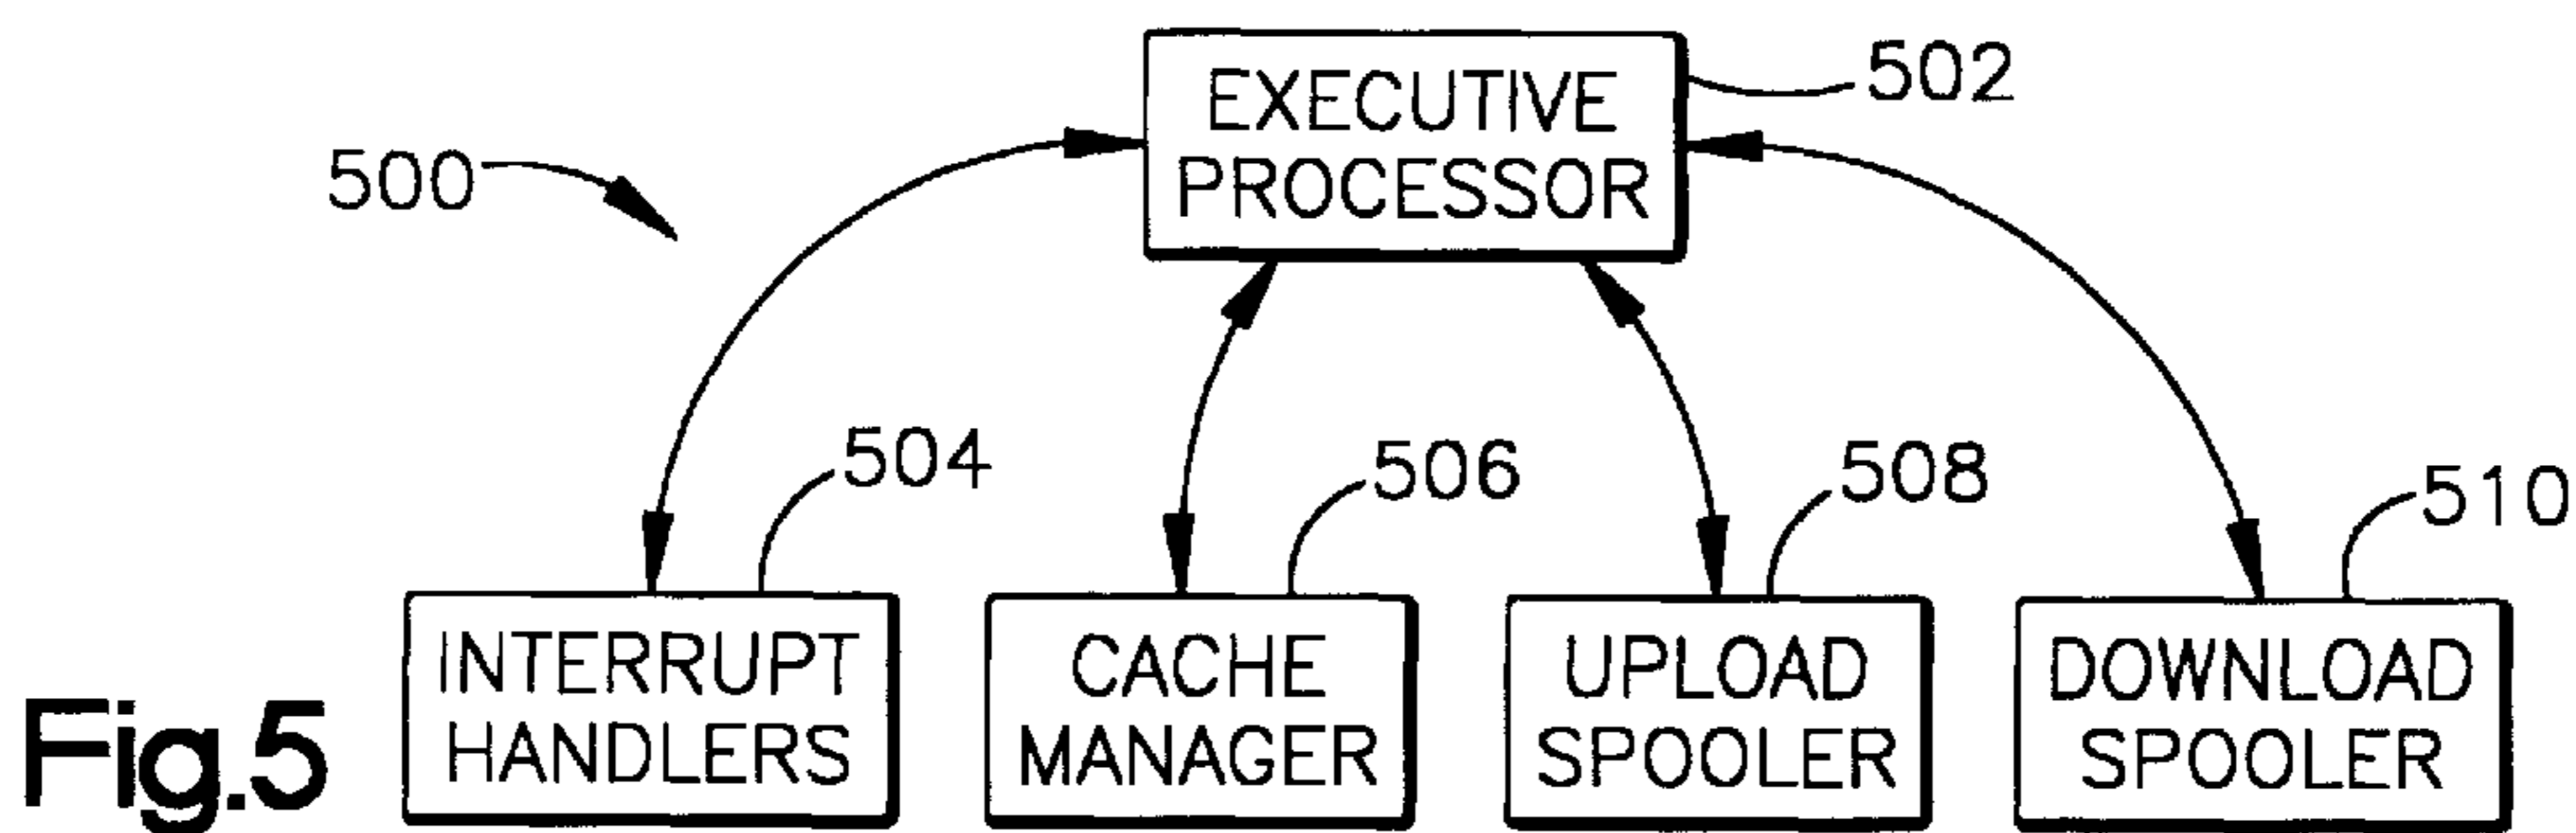 EXECUTIVE
PROCESSOR
502
500
504
506
508
510
INTERRUPT
HANDLERS
CACHE
MANAGER
UPLOAD
SPOOLER
DOWNLOAD
SPOOLER
Fig.5